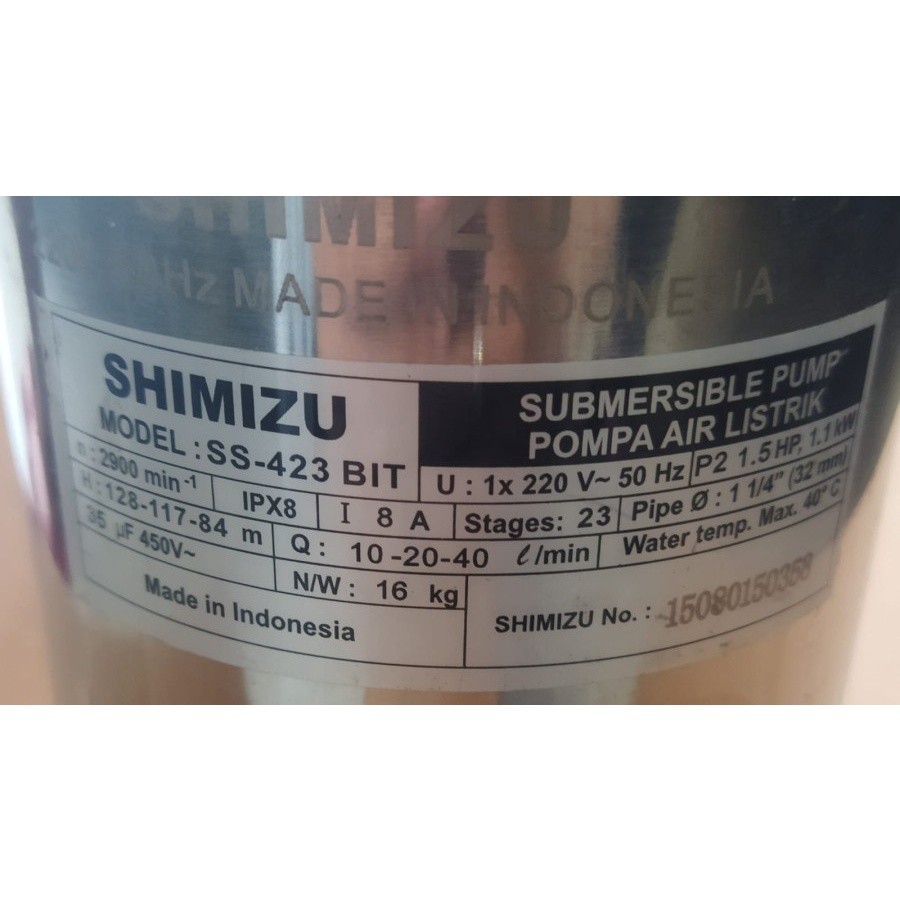 SHIMIZU
Hz MADE IN INDONESIA
SHIMIZU
MODEL : SS-423 BIT
SUBMERSIBLE PUMP
POMPA AIR LISTRIK
n : 2900 min-1
IPX8
I 8 A
U : 1x 220 V~ 50 Hz
P2 1.5 HP, 1.1 kW
H : 128-117-84 m
Q : 10-20-40 ℓ/min
Stages: 23
Pipe Ø : 1 1/4" (32 mm)
35 µF 450V~
N/W : 16 kg
Water temp. Max. 40° C
Made in Indonesia
SHIMIZU No. : 15080150358